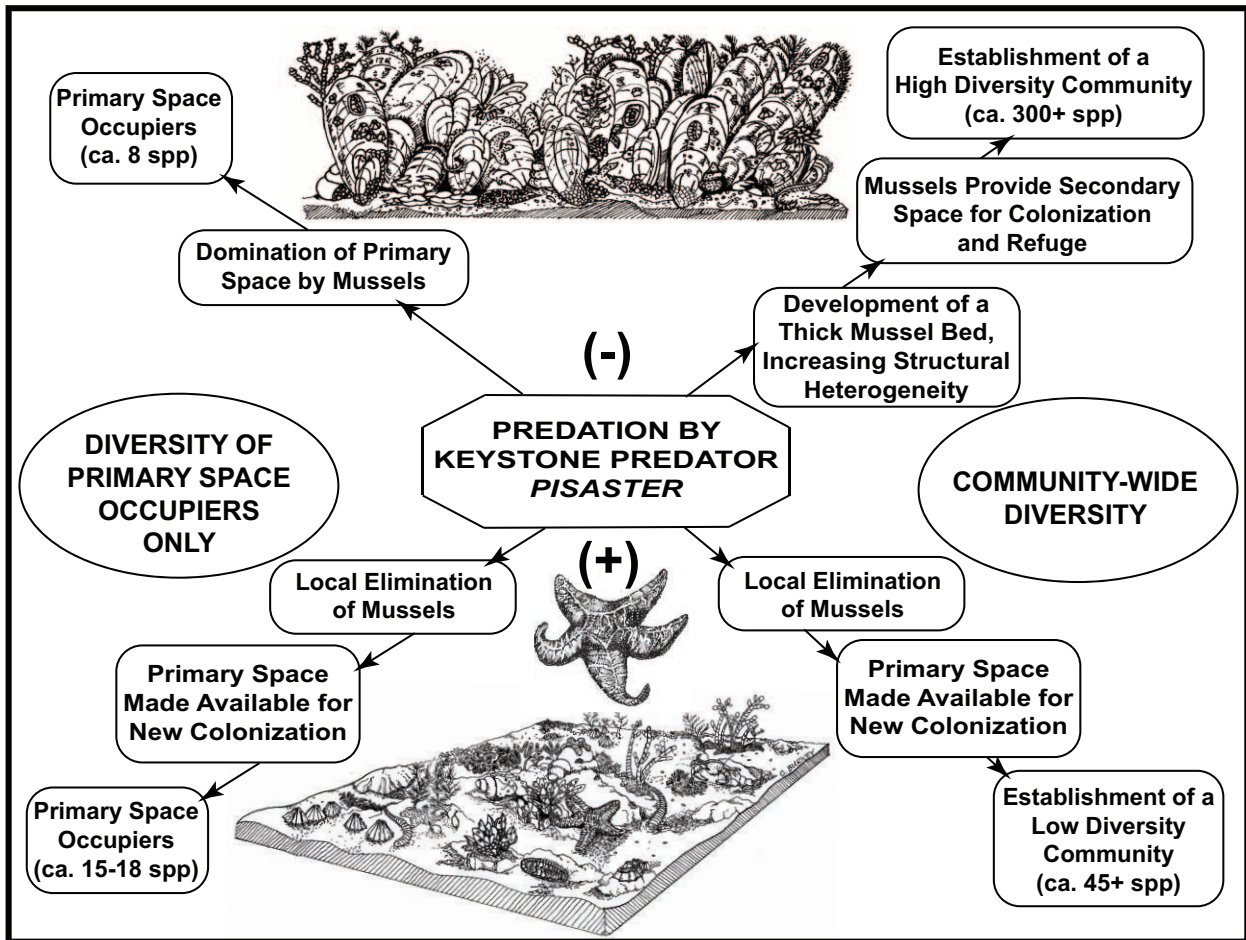 Establishment of a
High Diversity Community
(ca. 300+ spp)
Primary Space
Occupiers
(ca. 8 spp)
Mussels Provide Secondary
Space for Colonization
and Refuge
Domination of Primary
Space by Mussels
Development of a
Thick Mussel Bed,
Increasing Structural
Heterogeneity
(-)
DIVERSITY OF
PRIMARY SPACE
OCCUPIERS
ONLY
PREDATION BY
KEYSTONE PREDATOR
PISASTER
COMMUNITY-WIDE
DIVERSITY
(+)
Local Elimination
of Mussels
Local Elimination
of Mussels
Primary Space
Made Available for
New Colonization
Primary Space
Made Available for
New Colonization
Primary Space
Occupiers
(ca. 15-18 spp)
Establishment of a
Low Diversity
Community
(ca. 45+ spp)